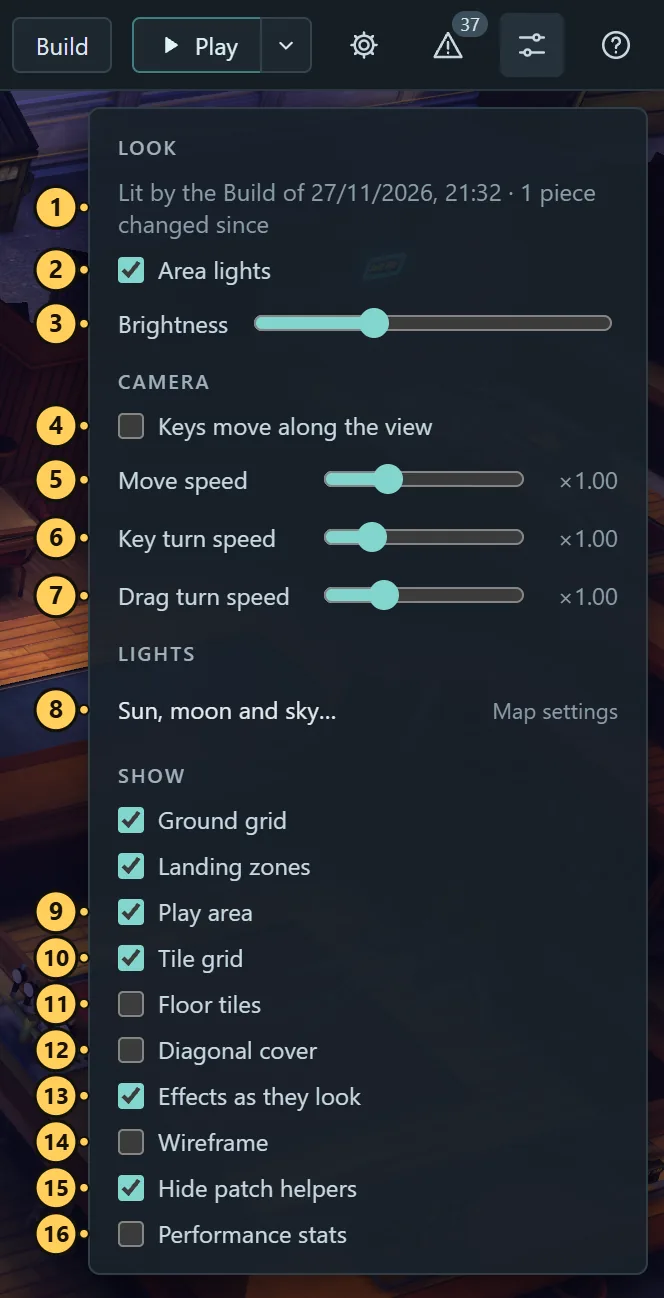 Build
Play
37
LOOK
1
Lit by the Build of 27/11/2026, 21:32 · 1 piece
changed since
2 Area lights
3 Brightness
CAMERA
4 Keys move along the view
5 Move speed ×1.00
6 Key turn speed ×1.00
7 Drag turn speed ×1.00
LIGHTS
8 Sun, moon and sky... Map settings
SHOW
Ground grid
Landing zones
9 Play area
10 Tile grid
11 Floor tiles
12 Diagonal cover
13 Effects as they look
14 Wireframe
15 Hide patch helpers
16 Performance stats